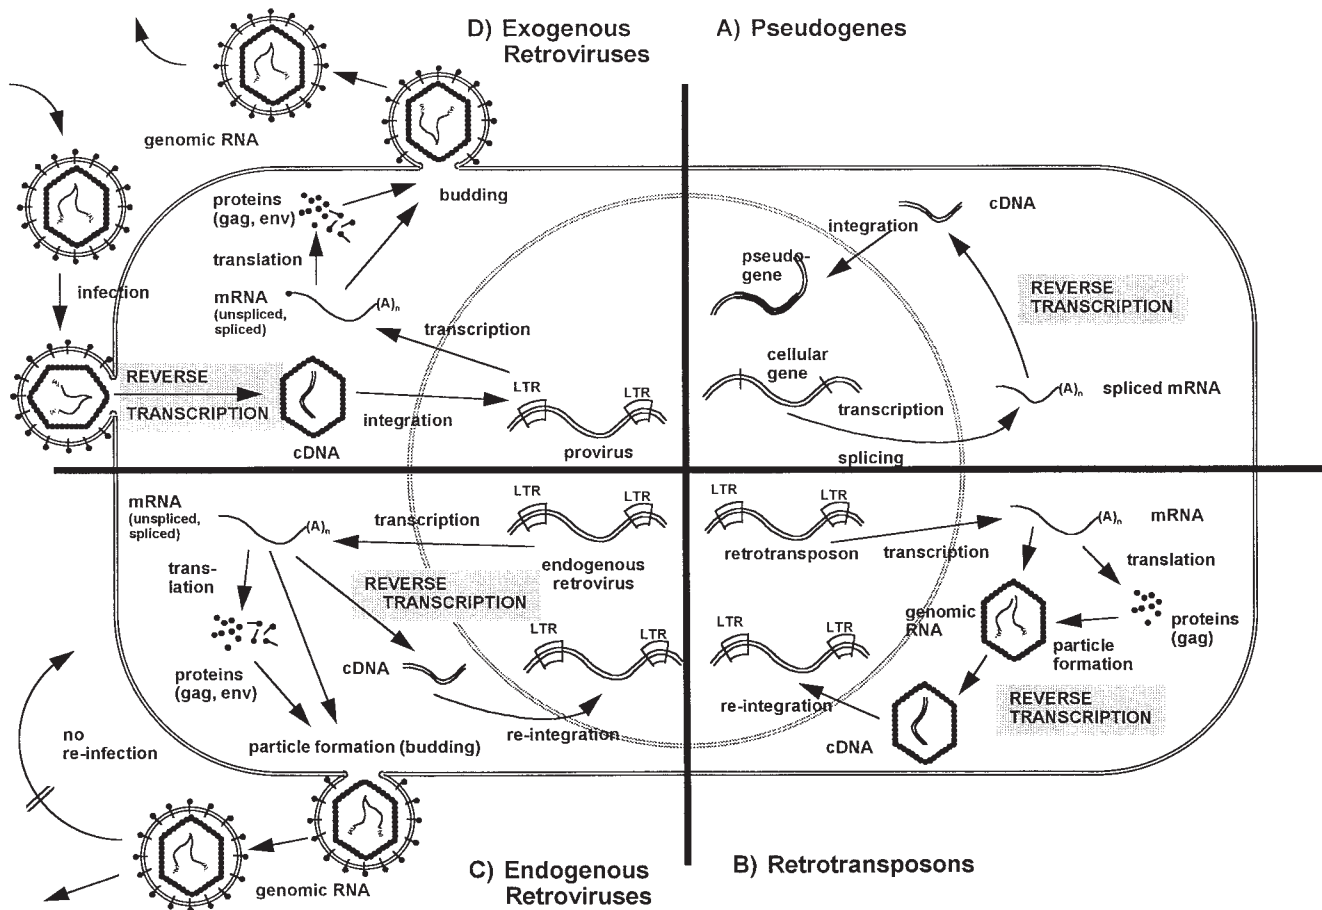 D) Exogenous
Retroviruses
genomic RNA
proteins
(gag, env)
budding
translation
infection
mRNA
(unspliced,
spliced)
(A)n
transcription
REVERSE
TRANSCRIPTION
cDNA
integration
LTR
LTR
provirus
A) Pseudogenes
cDNA
integration
pseudo-
gene
REVERSE
TRANSCRIPTION
cellular
gene
transcription
(A)n
spliced mRNA
splicing
mRNA
(unspliced,
spliced)
(A)n
transcription
LTR
LTR
endogenous
retrovirus
trans-
lation
REVERSE
TRANSCRIPTION
LTR
LTR
cDNA
proteins
(gag, env)
re-integration
no
re-infection
particle formation (budding)
genomic RNA
C) Endogenous
Retroviruses
LTR
LTR
retrotransposon
transcription
(A)n
mRNA
translation
genomic
RNA
proteins
(gag)
particle
formation
LTR
LTR
re-integration
REVERSE
TRANSCRIPTION
cDNA
B) Retrotransposons